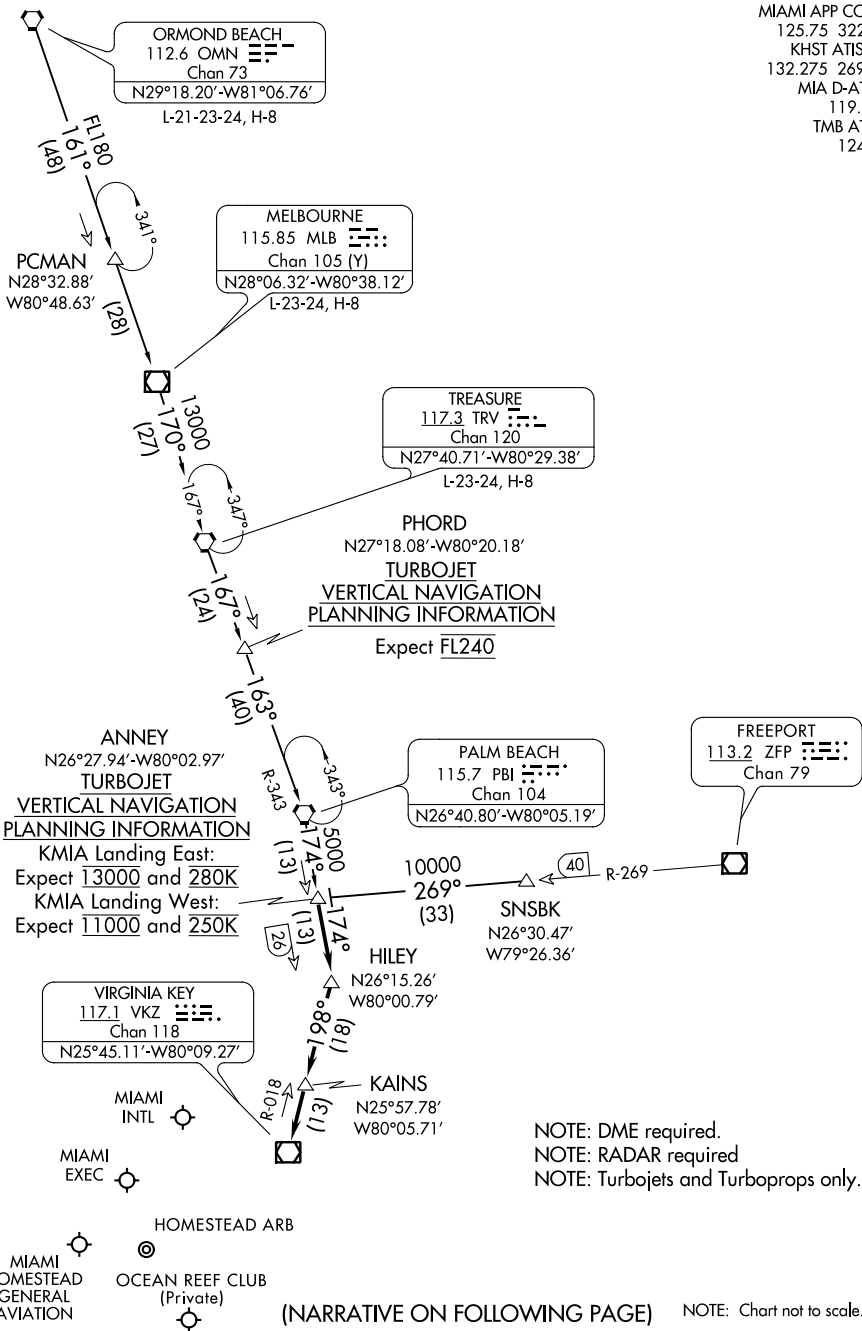 MIAMI APP CO
125.75 322
KHST ATIS
132.275 269
MIA D-AT
119.
TMB AT
124
ORMOND BEACH
112.6 OMN
Chan 73
N29°18.20'-W81°06.76'
L-21-23-24, H-8
FL180
161°
(48)
341°
PCMAN
N28°32.88'
W80°48.63'
(28)
MELBOURNE
115.85 MLB
Chan 105 (Y)
N28°06.32'-W80°38.12'
L-23-24, H-8
13000
170°
(27)
167°
347°
TREASURE
117.3 TRV
Chan 120
N27°40.71'-W80°29.38'
L-23-24, H-8
167°
(24)
PHORD
N27°18.08'-W80°20.18'
TURBOJET
VERTICAL NAVIGATION
PLANNING INFORMATION
Expect FL240
163°
(40)
R-343
343°
PALM BEACH
115.7 PBI
Chan 104
N26°40.80'-W80°05.19'
FREEPORT
113.2 ZFP
Chan 79
ANNEY
N26°27.94'-W80°02.97'
TURBOJET
VERTICAL NAVIGATION
PLANNING INFORMATION
KMIA Landing East:
Expect 13000 and 280K
KMIA Landing West:
Expect 11000 and 250K
5000
174°
(13)
10000
269°
(33)
40
R-269
SNSBK
N26°30.47'
W79°26.36'
174°
(13)
26
HILEY
N26°15.26'
W80°00.79'
198°
(18)
VIRGINIA KEY
117.1 VKZ
Chan 118
N25°45.11'-W80°09.27'
R-018
(13)
KAINS
N25°57.78'
W80°05.71'
MIAMI
INTL
MIAMI
EXEC
NOTE: DME required.
NOTE: RADAR required
NOTE: Turbojets and Turboprops only.
HOMESTEAD ARB
MIAMI
OMESTEAD
GENERAL
AVIATION
OCEAN REEF CLUB
(Private)
(NARRATIVE ON FOLLOWING PAGE)
NOTE: Chart not to scale.